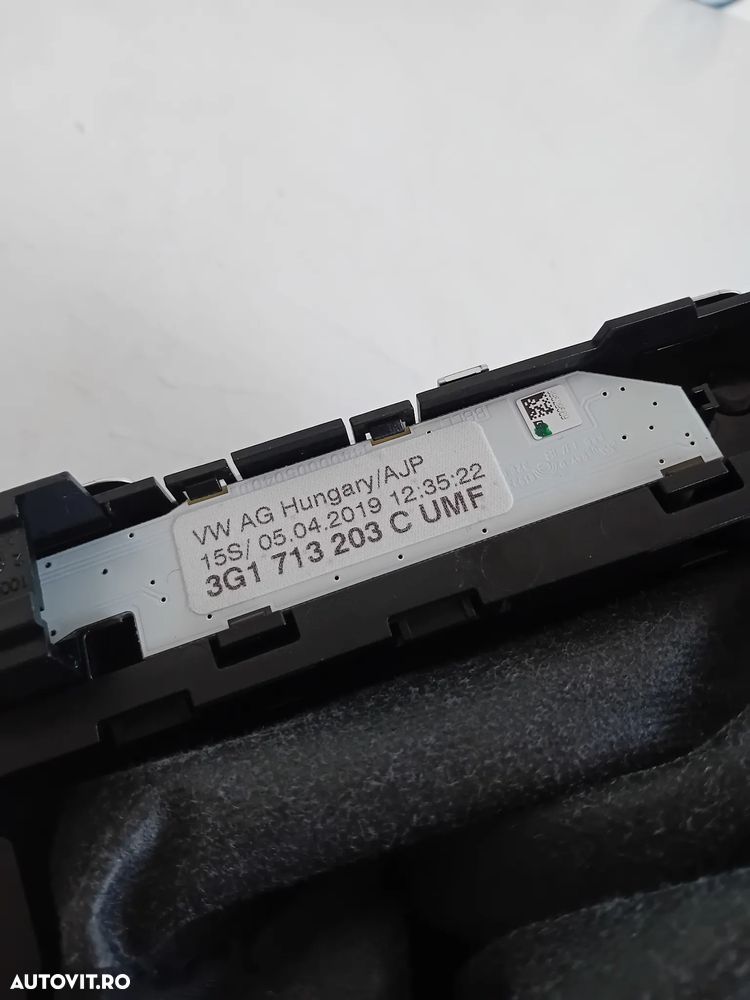 VW AG Hungary/AJP
15S/ 05.04.2019 12:35:22
3G1 713 203 C UMF
AUTOVIT.RO